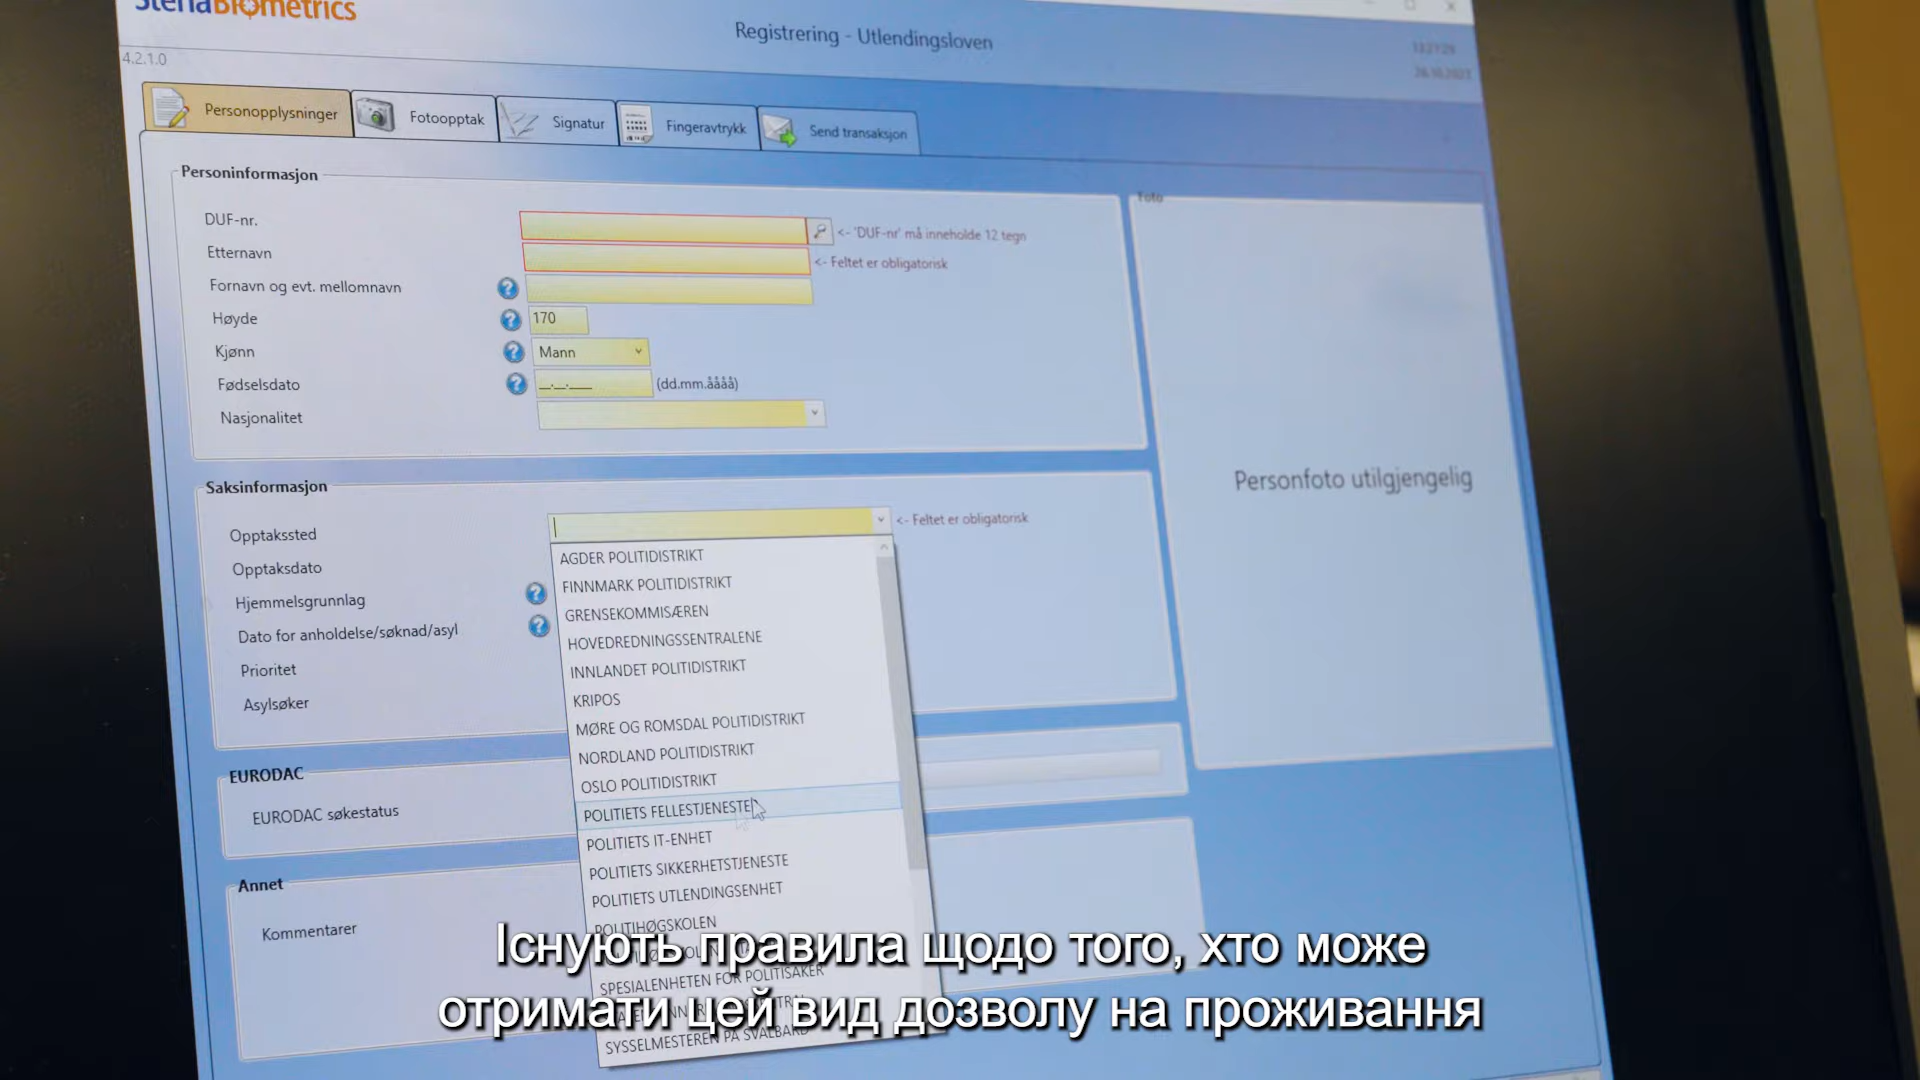 Biometrics
Registrering - Utlendingsloven
4.2.1.0
Personopplysninger
Fotoopptak
Signatur
Fingeravtrykk
Send transaksjon
Personinformasjon
Foto
DUF-nr.
<- 'DUF-nr' må inneholde 12 tegn
Etternavn
<- Feltet er obligatorisk
Fornavn og evt. mellomnavn
Høyde
170
Kjønn
Mann
Fødselsdato
__.__.____ (dd.mm.åååå)
Nasjonalitet
Personfoto utilgjengelig
Saksinformasjon
Opptakssted
<- Feltet er obligatorisk
Opptaksdato
Hjemmelsgrunnlag
Dato for anholdelse/søknad/asyl
Prioritet
Asylsøker
AGDER POLITIDISTRIKT
FINNMARK POLITIDISTRIKT
GRENSEKOMMISÆREN
HOVEDREDNINGSSENTRALENE
INNLANDET POLITIDISTRIKT
KRIPOS
MØRE OG ROMSDAL POLITIDISTRIKT
NORDLAND POLITIDISTRIKT
OSLO POLITIDISTRIKT
POLITIETS FELLESTJENESTE
POLITIETS IT-ENHET
POLITIETS SIKKERHETSTJENESTE
POLITIETS UTLENDINGSENHET
POLITIHØGSKOLEN
SPESIALENHETEN FOR POLITISAKER
SYSSELMESTEREN PÅ SVALBARD
EURODAC
EURODAC søkestatus
Annet
Kommentarer
Існують правила щодо того, хто може
отримати цей вид дозволу на проживання